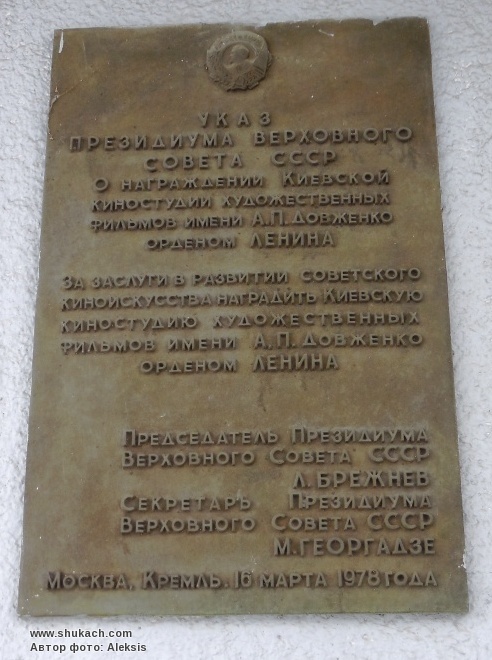 УКАЗ
ПРЕЗИДИУМА ВЕРХОВНОГО
СОВЕТА СССР
О НАГРАЖДЕНИИ КИЕВСКОЙ
КИНОСТУДИИ ХУДОЖЕСТВЕННЫХ
ФИЛЬМОВ ИМЕНИ А.П.ДОВЖЕНКО
ОРДЕНОМ ЛЕНИНА
ЗА ЗАСЛУГИ В РАЗВИТИИ СОВЕТСКОГО
КИНОИСКУССТВА НАГРАДИТЬ КИЕВСКУЮ
КИНОСТУДИЮ ХУДОЖЕСТВЕННЫХ
ФИЛЬМОВ ИМЕНИ А.П.ДОВЖЕНКО
ОРДЕНОМ ЛЕНИНА
ПРЕДСЕДАТЕЛЬ ПРЕЗИДИУМА
ВЕРХОВНОГО СОВЕТА СССР
Л.БРЕЖНЕВ
СЕКРЕТАРЬ ПРЕЗИДИУМА
ВЕРХОВНОГО СОВЕТА СССР
М.ГЕОРГАДЗЕ
МОСКВА, КРЕМЛЬ. 16 МАРТА 1978 ГОДА
www.shukach.com
Автор фото: Aleksis